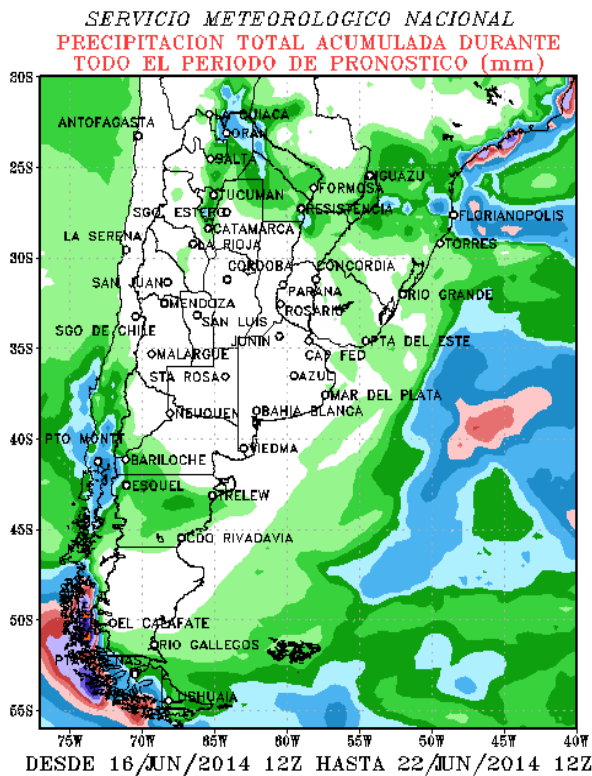 SERVICIO METEOROLOGICO NACIONAL
PRECIPITACION TOTAL ACUMULADA DURANTE
TODO EL PERIODO DE PRONOSTICO (mm)
20S
LA QUIACA
ANTOFAGASTA
ORAN
SALTA
25S
IGUAZU
TUCUMAN
FORMOSA
SGO. ESTERO
RESISTENCIA
FLORIANOPOLIS
CATAMARCA
LA SERENA
LA RIOJA
TORRES
30S
CORDOBA
CONCORDIA
SAN JUAN
PARANA
RIO GRANDE
MENDOZA
ROSARIO
SAN LUIS
SGO DE CHILE
JUNIN
PTA DEL ESTE
35S
MALARGUE
CAP FED
STA ROSA
AZUL
MAR DEL PLATA
NEUQUEN
BAHIA BLANCA
40S
PTO MONTT
VIEDMA
BARILOCHE
ESQUEL
TRELEW
45S
CDO RIVADAVIA
50S
EL CALAFATE
RIO GALLEGOS
USHUAIA
55S
75W 70W 65W 60W 55W 50W 45W 40W
DESDE 16/JUN/2014 12Z HASTA 22/JUN/2014 12Z